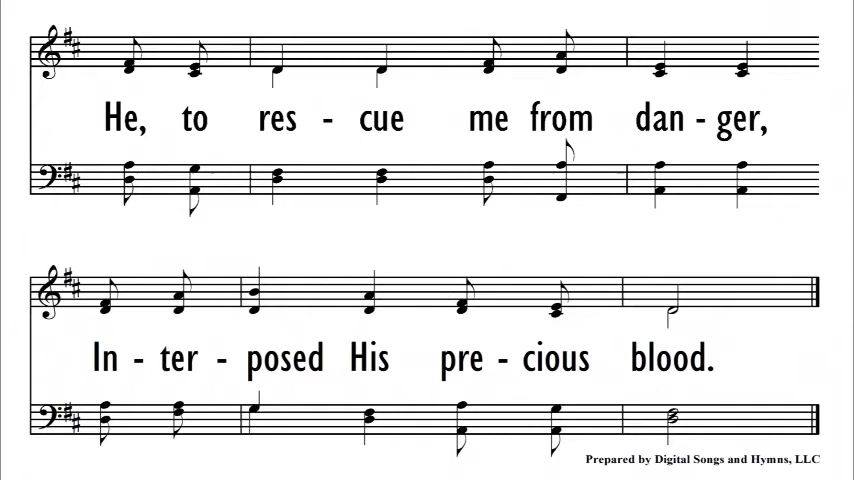 He, to res - cue me from dan - ger,
In - ter - posed His pre - cious blood.
Prepared by Digital Songs and Hymns, LLC